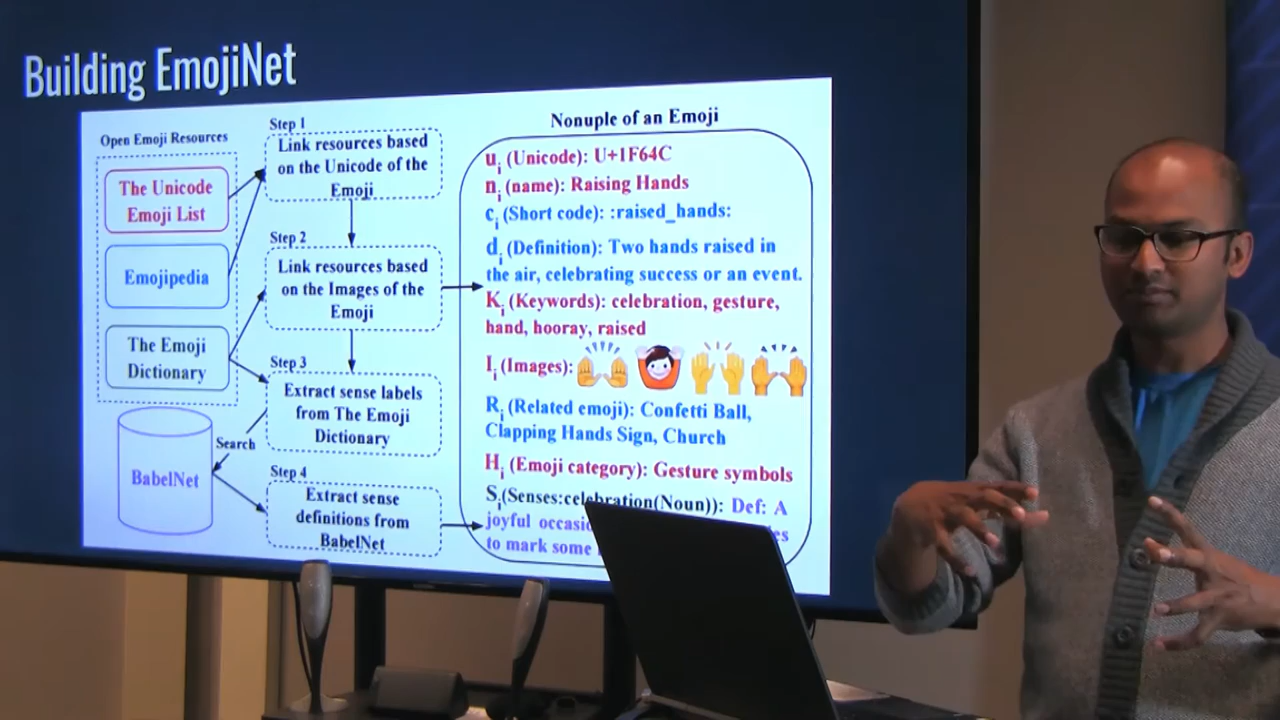 Building EmojiNet
Open Emoji Resources
The Unicode
Emoji List
Emojipedia
The Emoji
Dictionary
BabelNet
Search
Step 1
Link resources based
on the Unicode of the
Emoji
Step 2
Link resources based
on the Images of the
Emoji
Step 3
Extract sense labels
from The Emoji
Dictionary
Step 4
Extract sense
definitions from
BabelNet
Nonuple of an Emoji
ui (Unicode): U+1F64C
ni (name): Raising Hands
ci (Short code): :raised_hands:
di (Definition): Two hands raised in
the air, celebrating success or an event.
Ki (Keywords): celebration, gesture,
hand, hooray, raised
Ii (Images):
Ri (Related emoji): Confetti Ball,
Clapping Hands Sign, Church
Hi (Emoji category): Gesture symbols
Si(Senses:celebration(Noun)): Def: A
joyful
to mark some